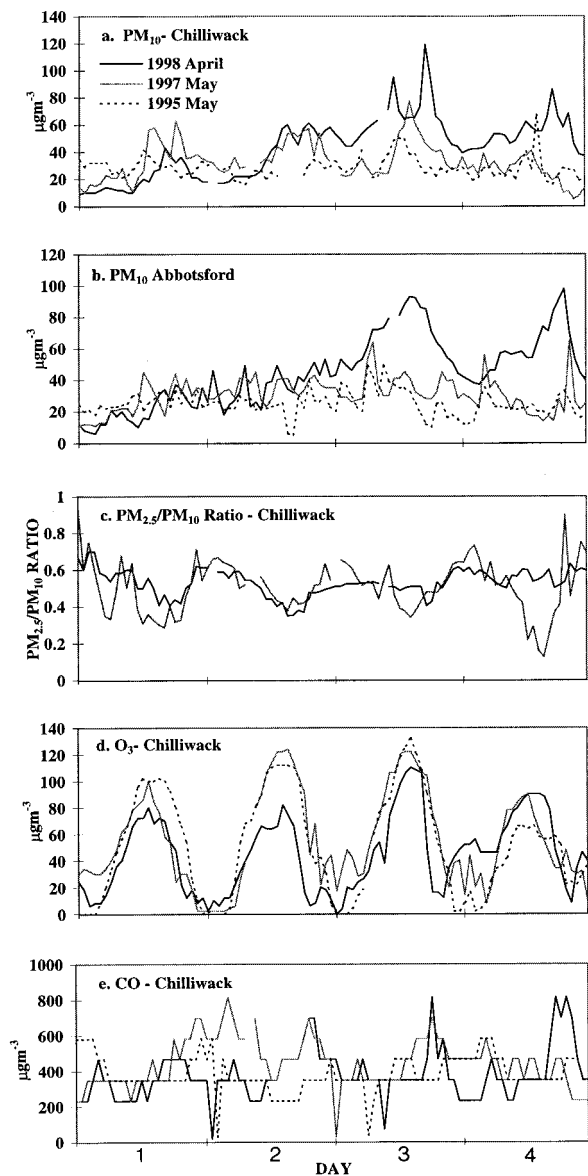 a. PM10- Chilliwack
1998 April
1997 May
1995 May
µgm-3
140
120
100
80
60
40
20
0
b. PM10 Abbotsford
µgm-3
120
100
80
60
40
20
0
c. PM2.5/PM10 Ratio - Chilliwack
PM2.5/PM10 RATIO
1
0.8
0.6
0.4
0.2
0
d. O3- Chilliwack
µgm-3
140
120
100
80
60
40
20
0
e. CO - Chilliwack
µgm-3
1000
800
600
400
200
0
1 2 3 4
DAY